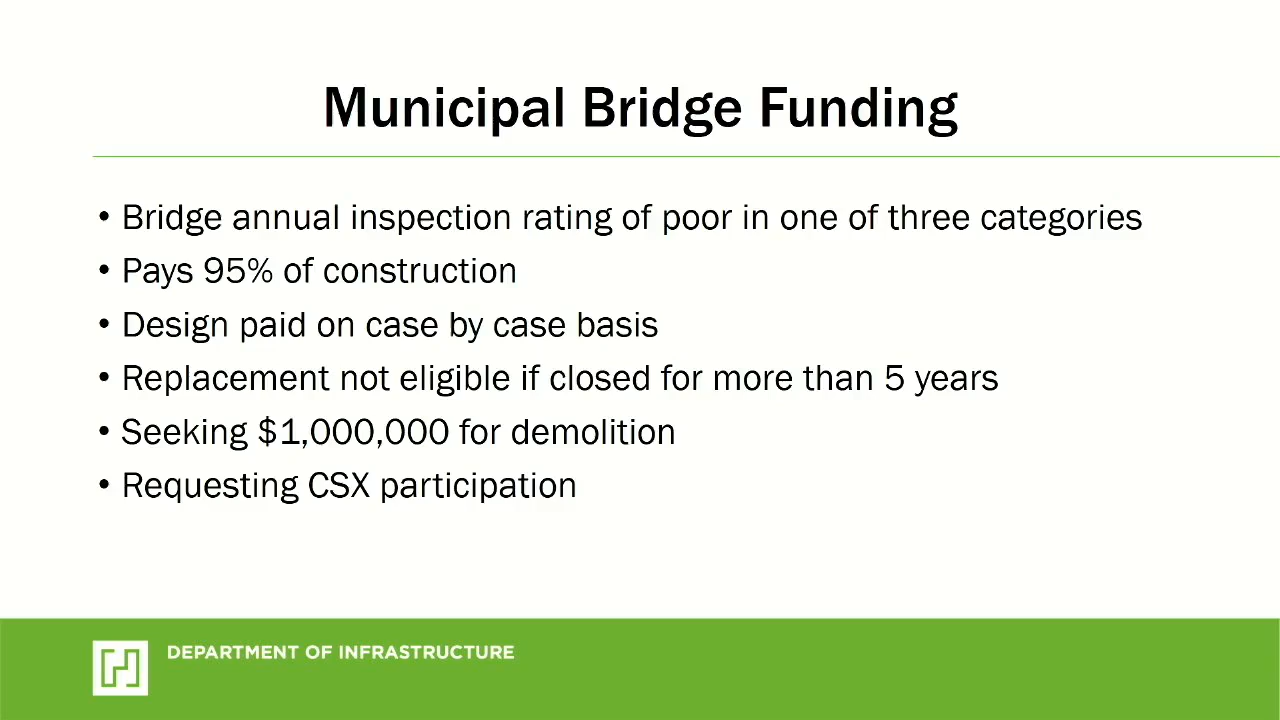 Municipal Bridge Funding
• Bridge annual inspection rating of poor in one of three categories
• Pays 95% of construction
• Design paid on case by case basis
• Replacement not eligible if closed for more than 5 years
• Seeking $1,000,000 for demolition
• Requesting CSX participation
DEPARTMENT OF INFRASTRUCTURE